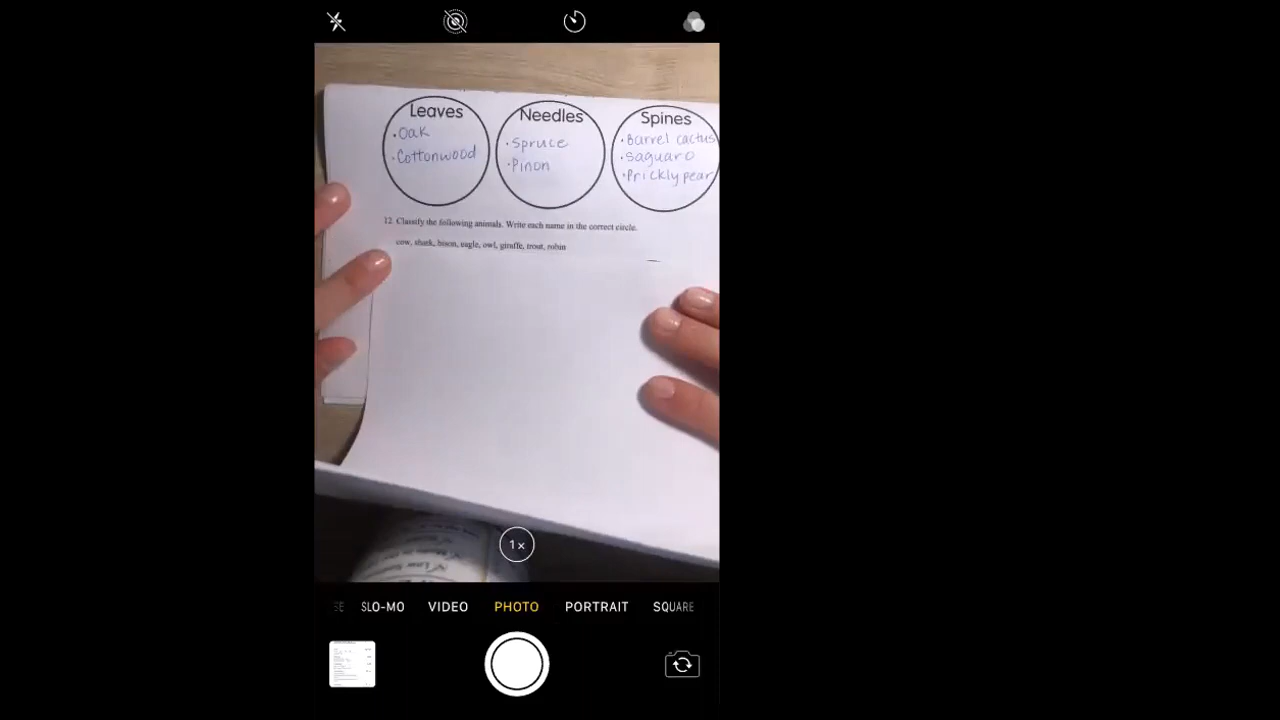 Leaves
·Oak
·Cottonwood
Needles
·Spruce
·Pinon
Spines
·Barrel cactus
·Saguaro
·Prickly pear
12. Classify the following animals. Write each name in the correct circle.
cow, shark, bison, eagle, owl, giraffe, trout, robin
1x
SLO-MO VIDEO PHOTO PORTRAIT SQUARE